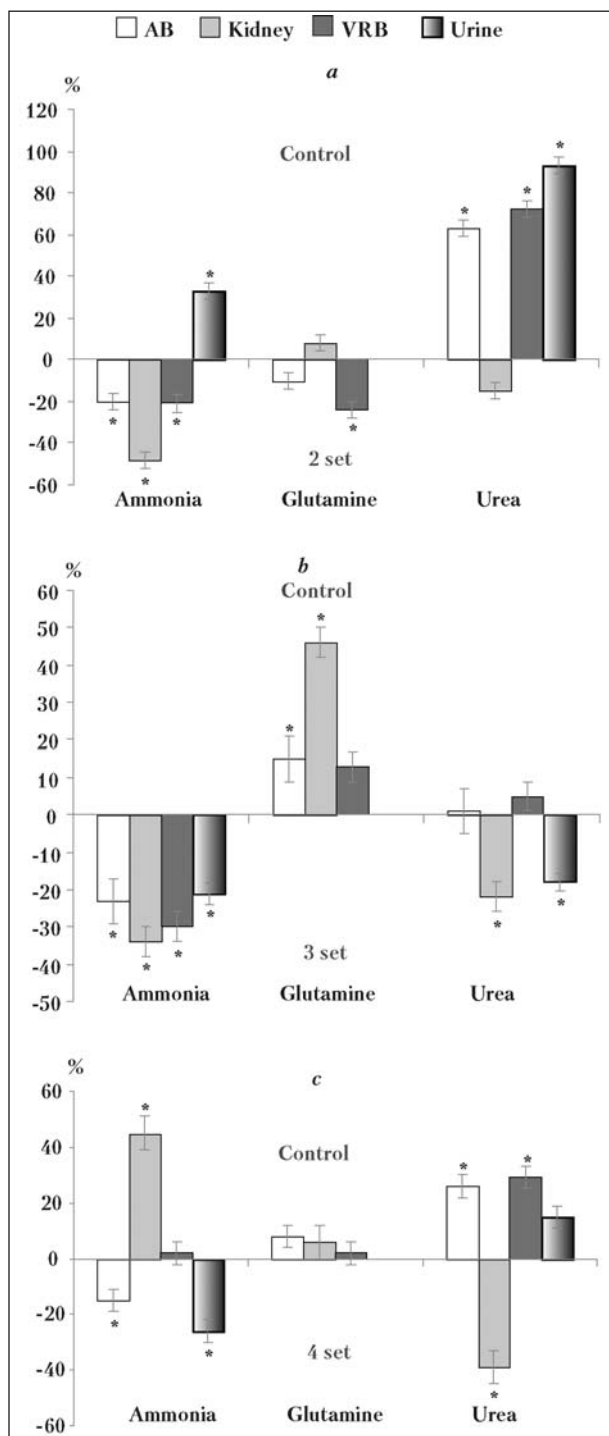 AB Kidney VRB Urine
a
%
120
100
80
60
40
20
0
-20
-40
-60
Control
* * * * * * * *
2 set
Ammonia Glutamine Urea
b
%
60
50
40
30
20
10
0
-10
-20
-30
-40
-50
Control
* * * * * * * *
3 set
Ammonia Glutamine Urea
c
%
60
40
20
0
-20
-40
-60
Control
* * * * * *
4 set
Ammonia Glutamine Urea